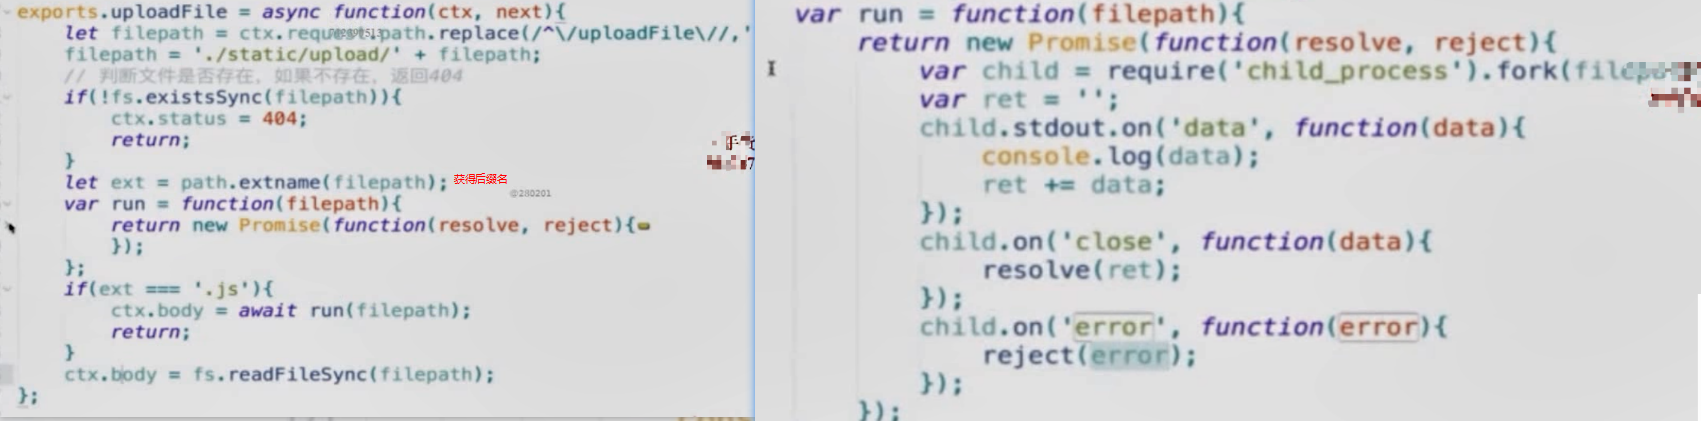 exports.uploadFile = async function(ctx, next){
let filepath = ctx.requ path.replace(/^\/uploadFile\//,'
filepath = './static/upload/' + filepath;
// 判断文件是否存在，如果不存在，返回404
if(!fs.existsSync(filepath)){
ctx.status = 404;
return;
}
let ext = path.extname(filepath); 获得后缀名
@280201
var run = function(filepath){
return new Promise(function(resolve, reject){
});
};
if(ext === '.js'){
ctx.body = await run(filepath);
return;
}
ctx.body = fs.readFileSync(filepath);
};
var run = function(filepath){
return new Promise(function(resolve, reject){
var child = require('child_process').fork(filep
var ret = '';
child.stdout.on('data', function(data){
console.log(data);
ret += data;
});
child.on('close', function(data){
resolve(ret);
});
child.on('error', function(error){
reject(error);
});
});